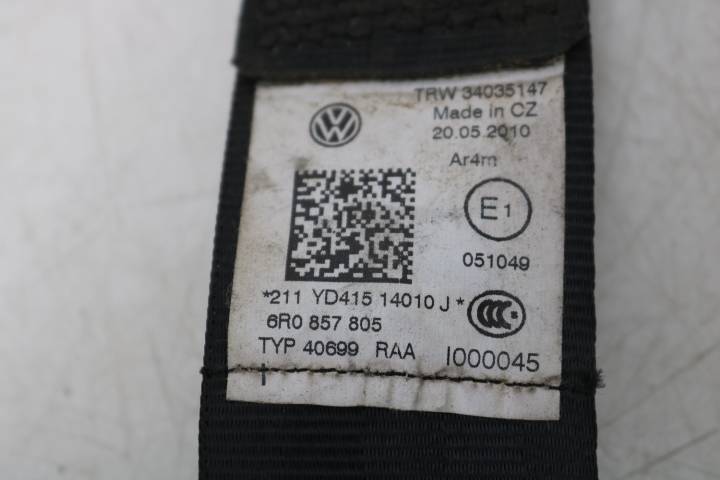 TRW 34035147
Made in CZ
20.05.2010
Ar4m
E1
051049
*211 YD415 14010 J*
6R0 857 805
TYP 40699 RAA I000045